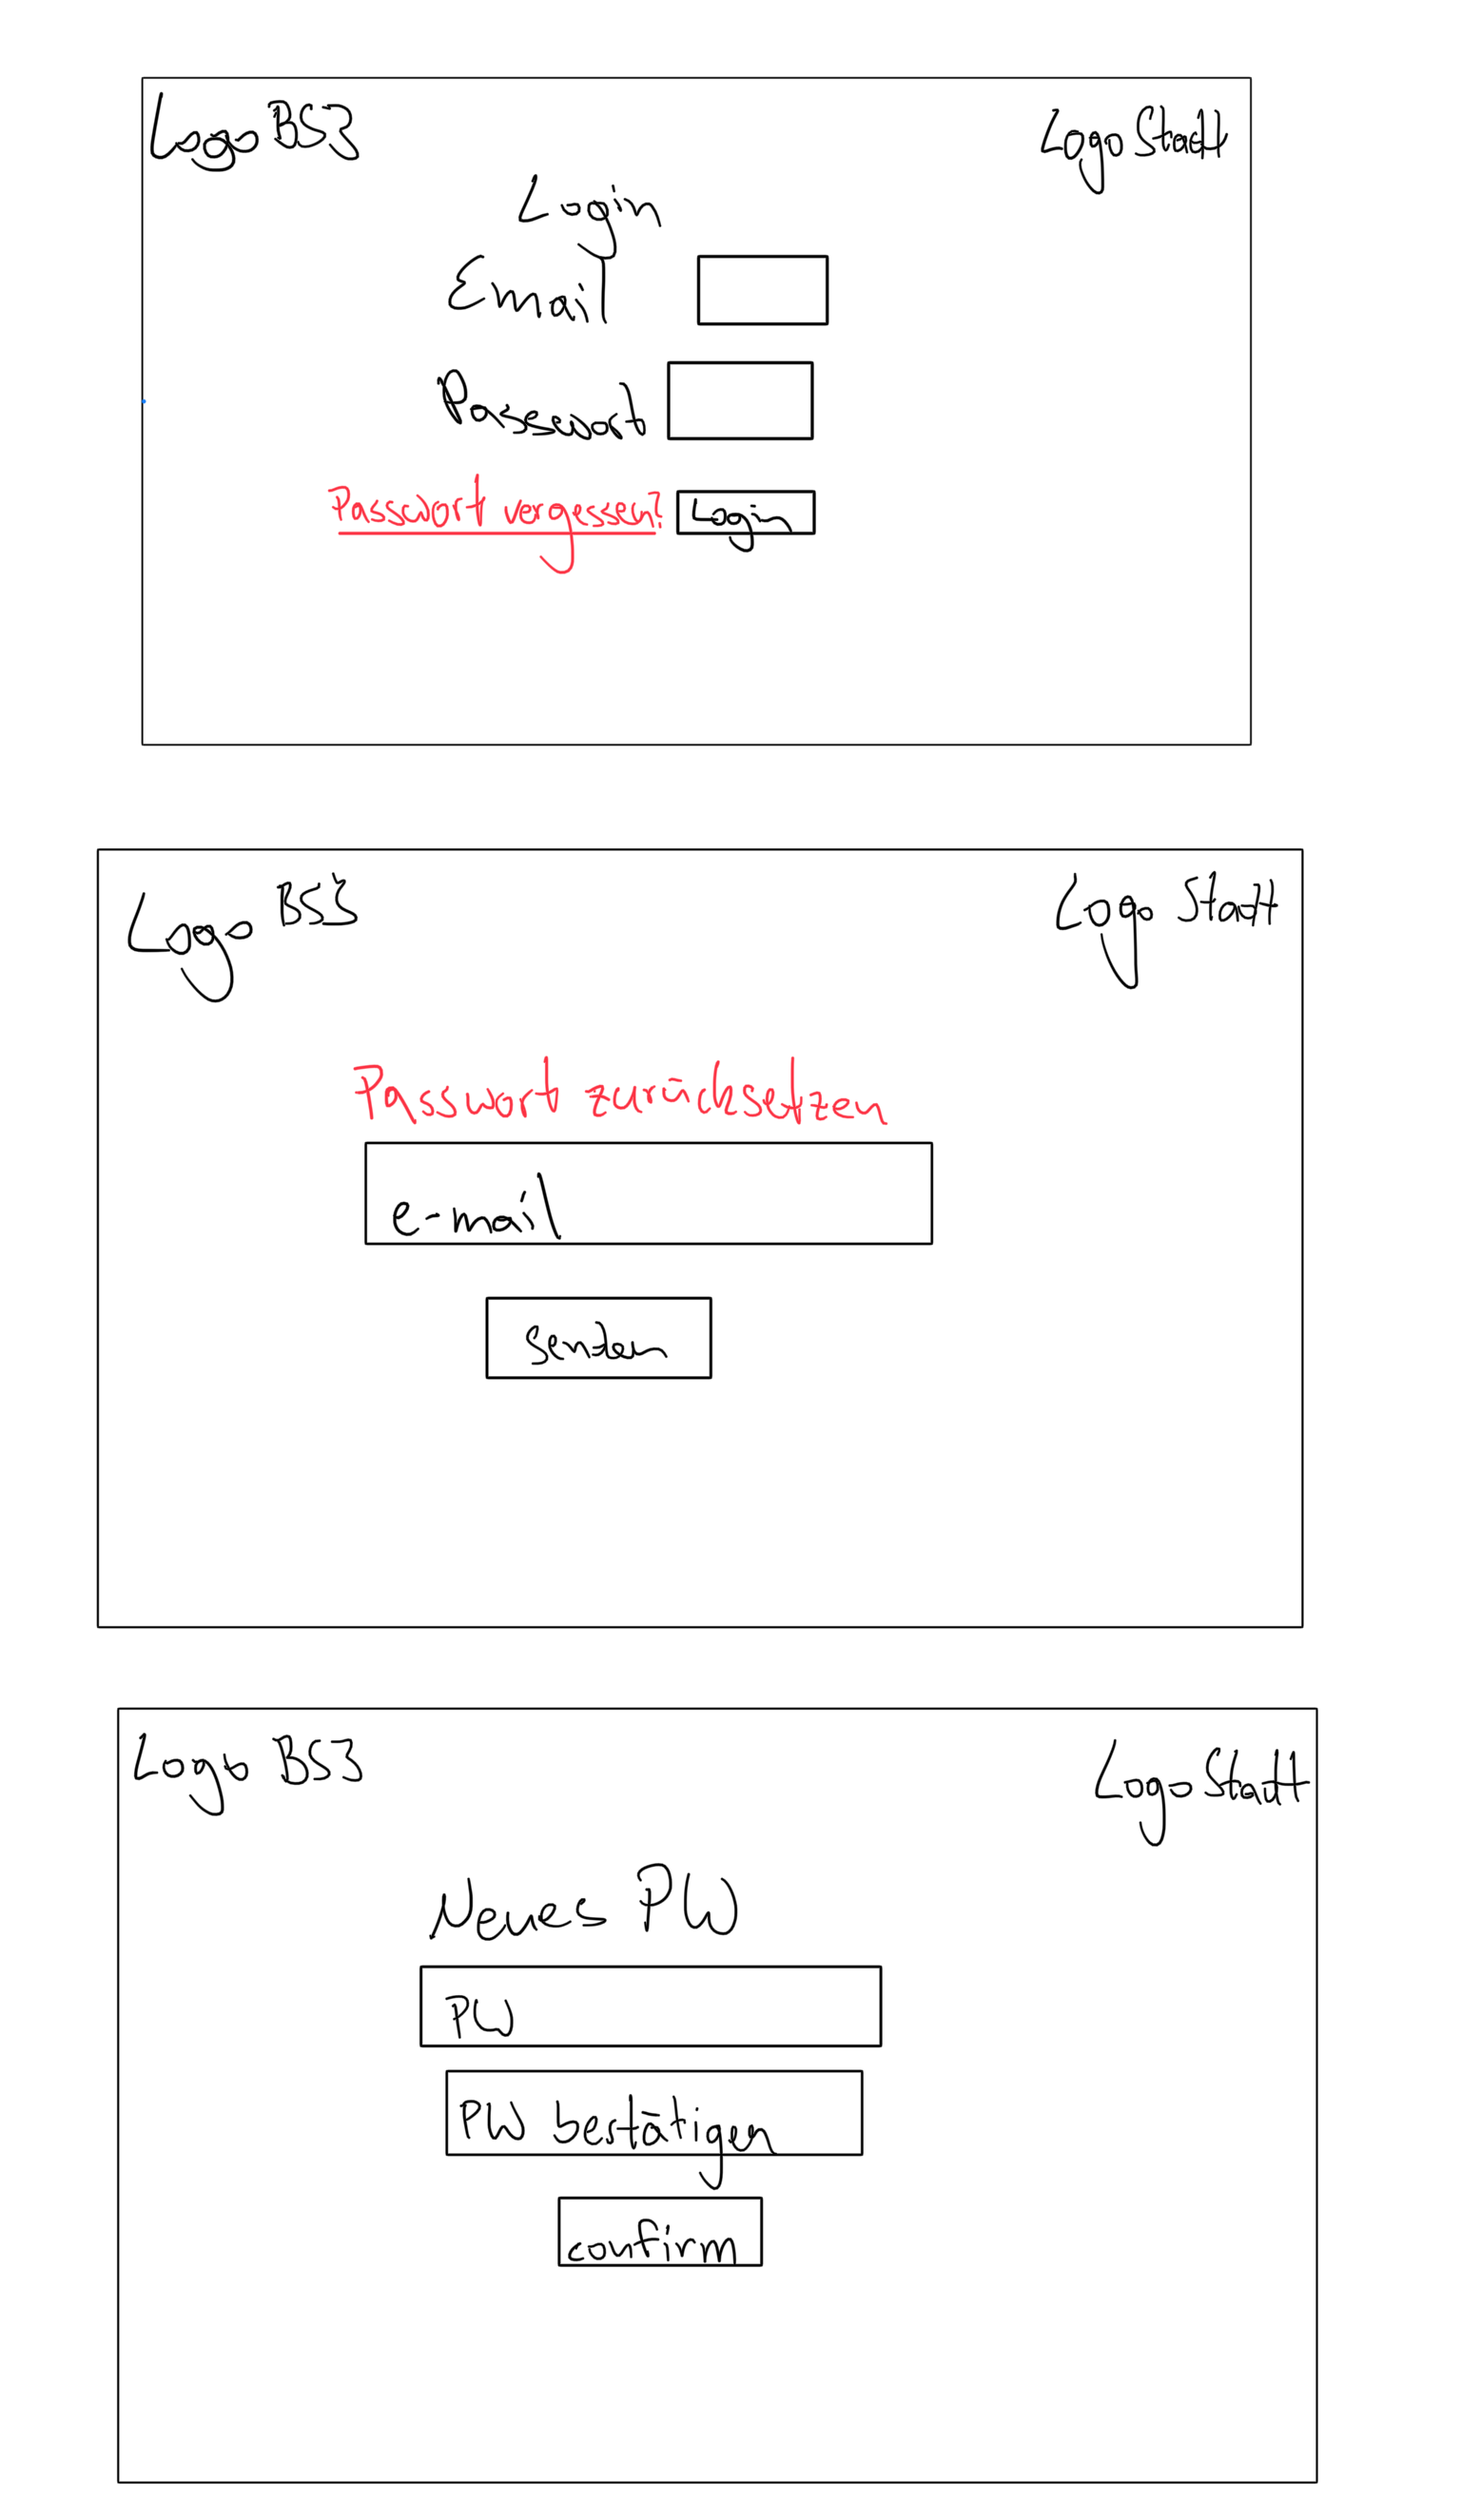 Logo BS3
Logo Stadt
Login
Email
Passwort
Passwort vergessen?
Login
Logo BS3
Logo Stadt
Passwort zurücksetzen
e-mail
Senden
Logo BS3
Logo Stadt
Neues PW
PW
PW bestätigen
confirm